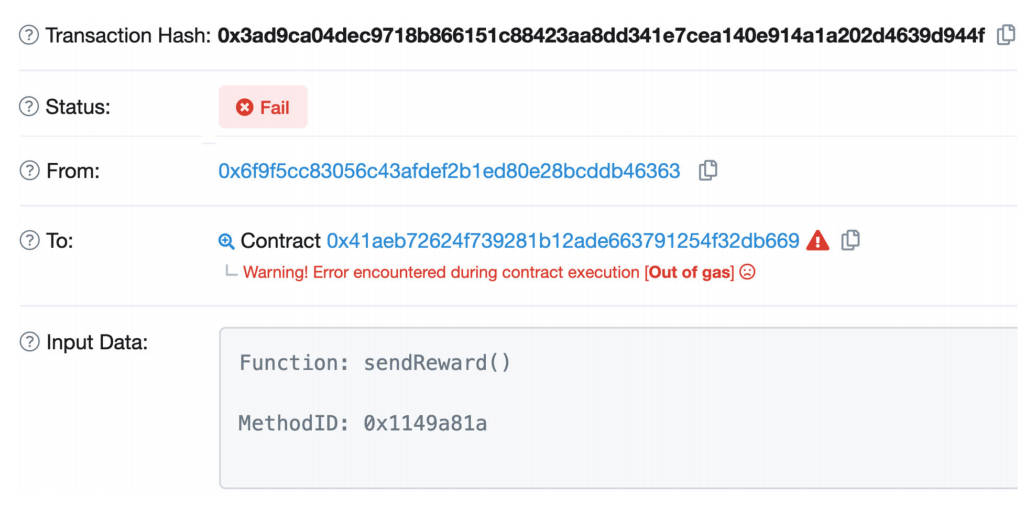 Transaction Hash: 0x3ad9ca04dec9718b866151c88423aa8dd341e7cea140e914a1a202d4639d944f
Status: Fail
From: 0x6f9f5cc83056c43afdef2b1ed80e28bcddb46363
To: Contract 0x41aeb72624f739281b12ade663791254f32db669
Warning! Error encountered during contract execution [Out of gas]
Input Data:
Function: sendReward()
MethodID: 0x1149a81a